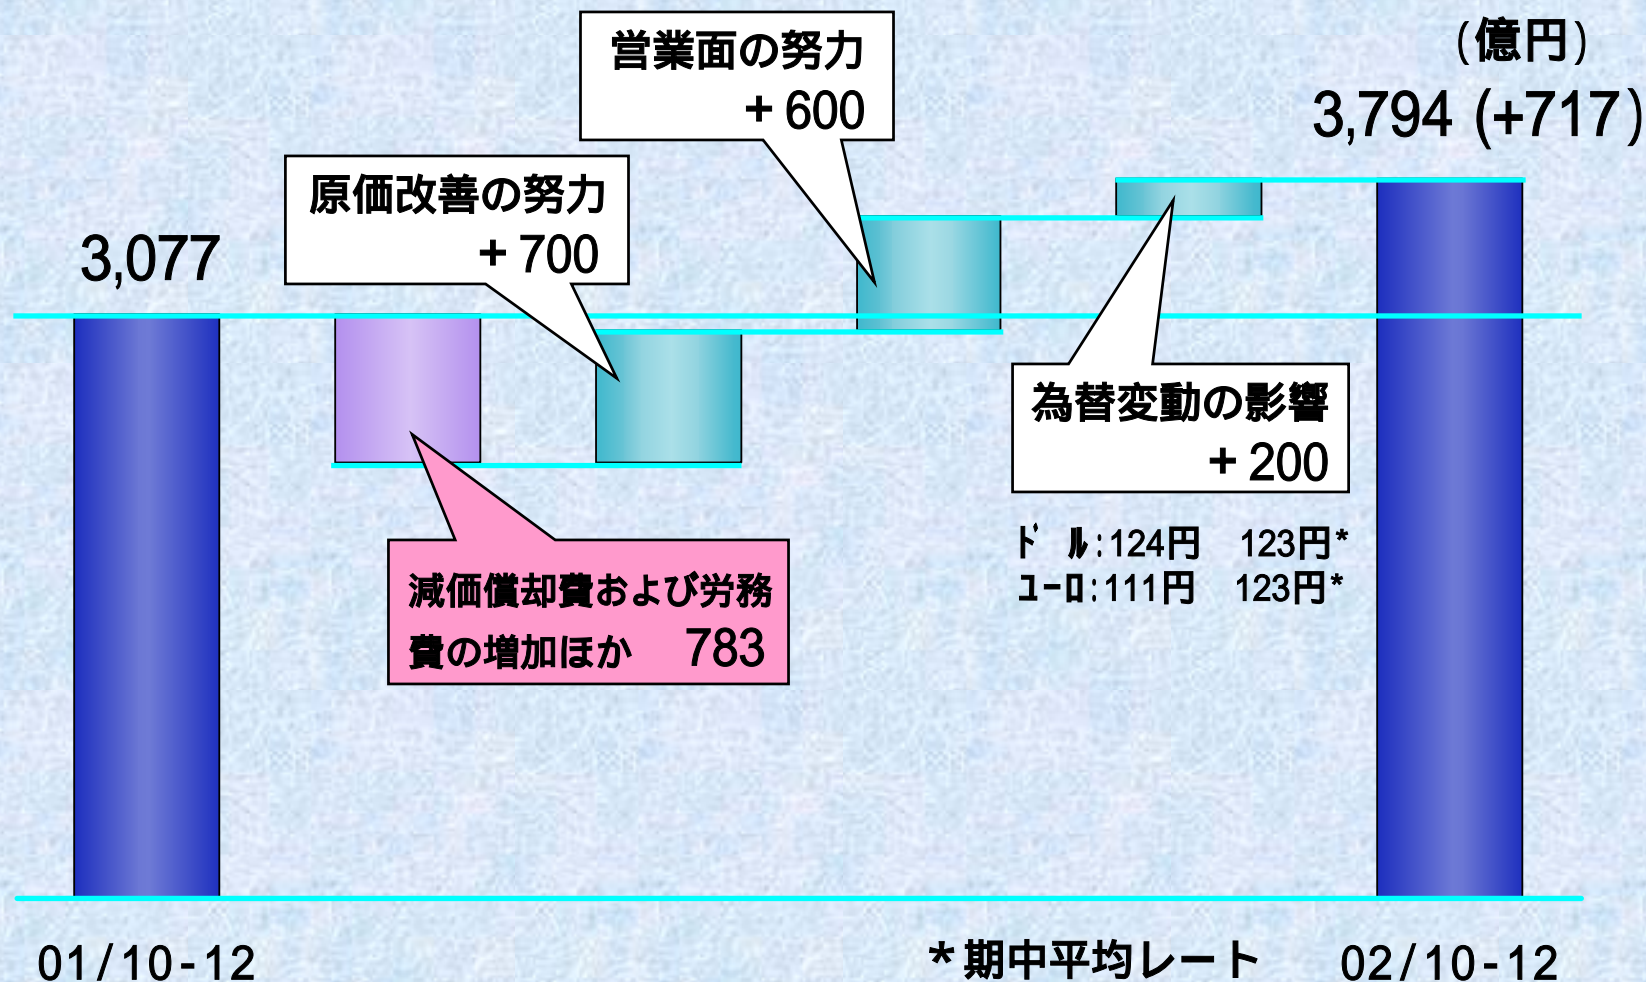 (億円)
3,794 (+717)
営業面の努力
+ 600
原価改善の努力
+ 700
3,077
為替変動の影響
+ 200
ﾄﾞ ﾙ:124円 123円*
ﾕｰﾛ:111円 123円*
減価償却費および労務
費の増加ほか 783
01/10-12
*期中平均レート
02/10-12